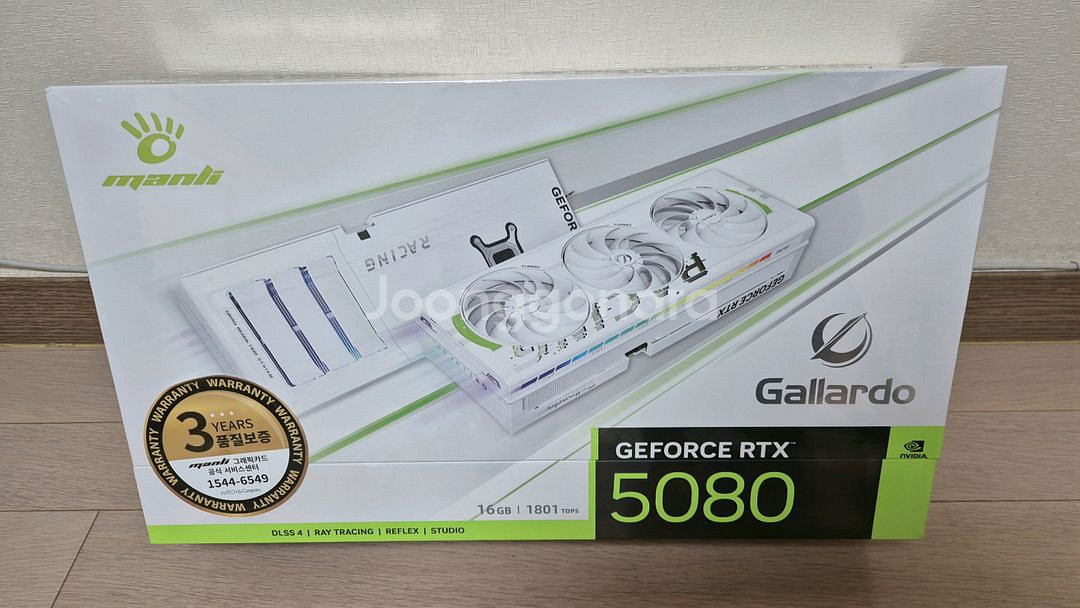 manli
GEFOR
RACING
GEFORCE RTX
Joonggonara
Gallardo
WARRANTY WARRANTY WARRANTY WARRANTY WARRANTY
3 YEARS
품질보증
manli 그래픽카드
공식 서비스센터
1544-6549
GEFORCE RTX™
5080
NVIDIA
16GB | 1801 TOPS
DLSS 4 | RAY TRACING | REFLEX | STUDIO